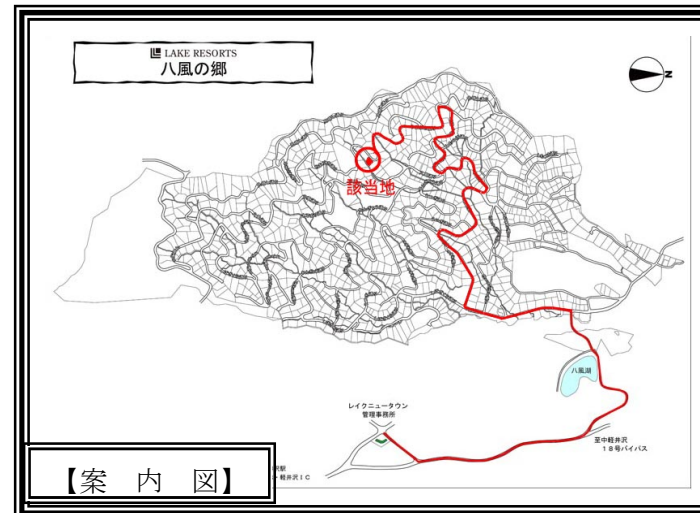 LAKE RESORTS
八風の郷
N
該当地
八風湖
レイクニュータウン
管理事務所
至中軽井沢
18号バイパス
軽井沢IC
【案 内 図】